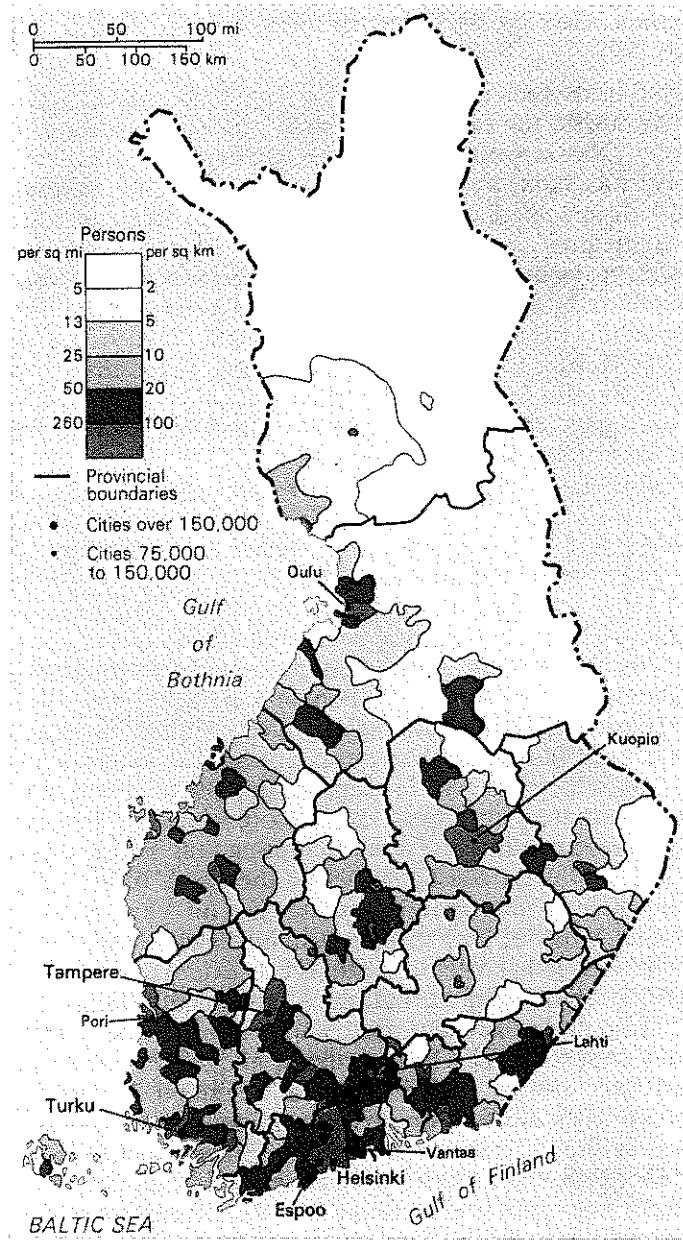 0 50 100 mi
0 50 100 150 km
Persons
per sq mi per sq km
5 2
13 5
25 10
50 20
260 100
Provincial
boundaries
Cities over 150,000
Cities 75,000
to 150,000
Oulu
Gulf
of
Bothnia
Kuopio
Tampere
Pori
Lahti
Turku
Vantaa
Helsinki
Espoo
Gulf of Finland
BALTIC SEA